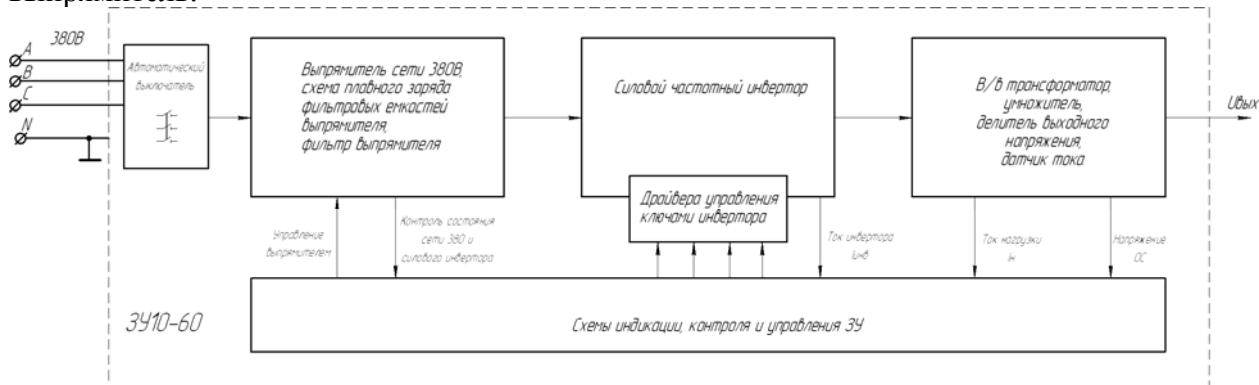 выпрямитель.
380В
А
В
С
N
Автоматический
выключатель
Выпрямитель сети 380В,
схема плавного заряда
фильтровых емкостей
выпрямителя,
фильтр выпрямителя
Силовой частотный инвертор
Драйвера управления
ключами инвертора
В/в трансформатор,
умножитель,
делитель выходного
напряжения,
датчик тока
Uвых
Управление
выпрямителем
Контроль состояния
сети 380 и
силового инвертора
Ток инвертора
Iинв
Ток нагрузки
Iн
Напряжение
ОС
ЗУ10-60
Схемы индикации, контроля и управления ЗУ